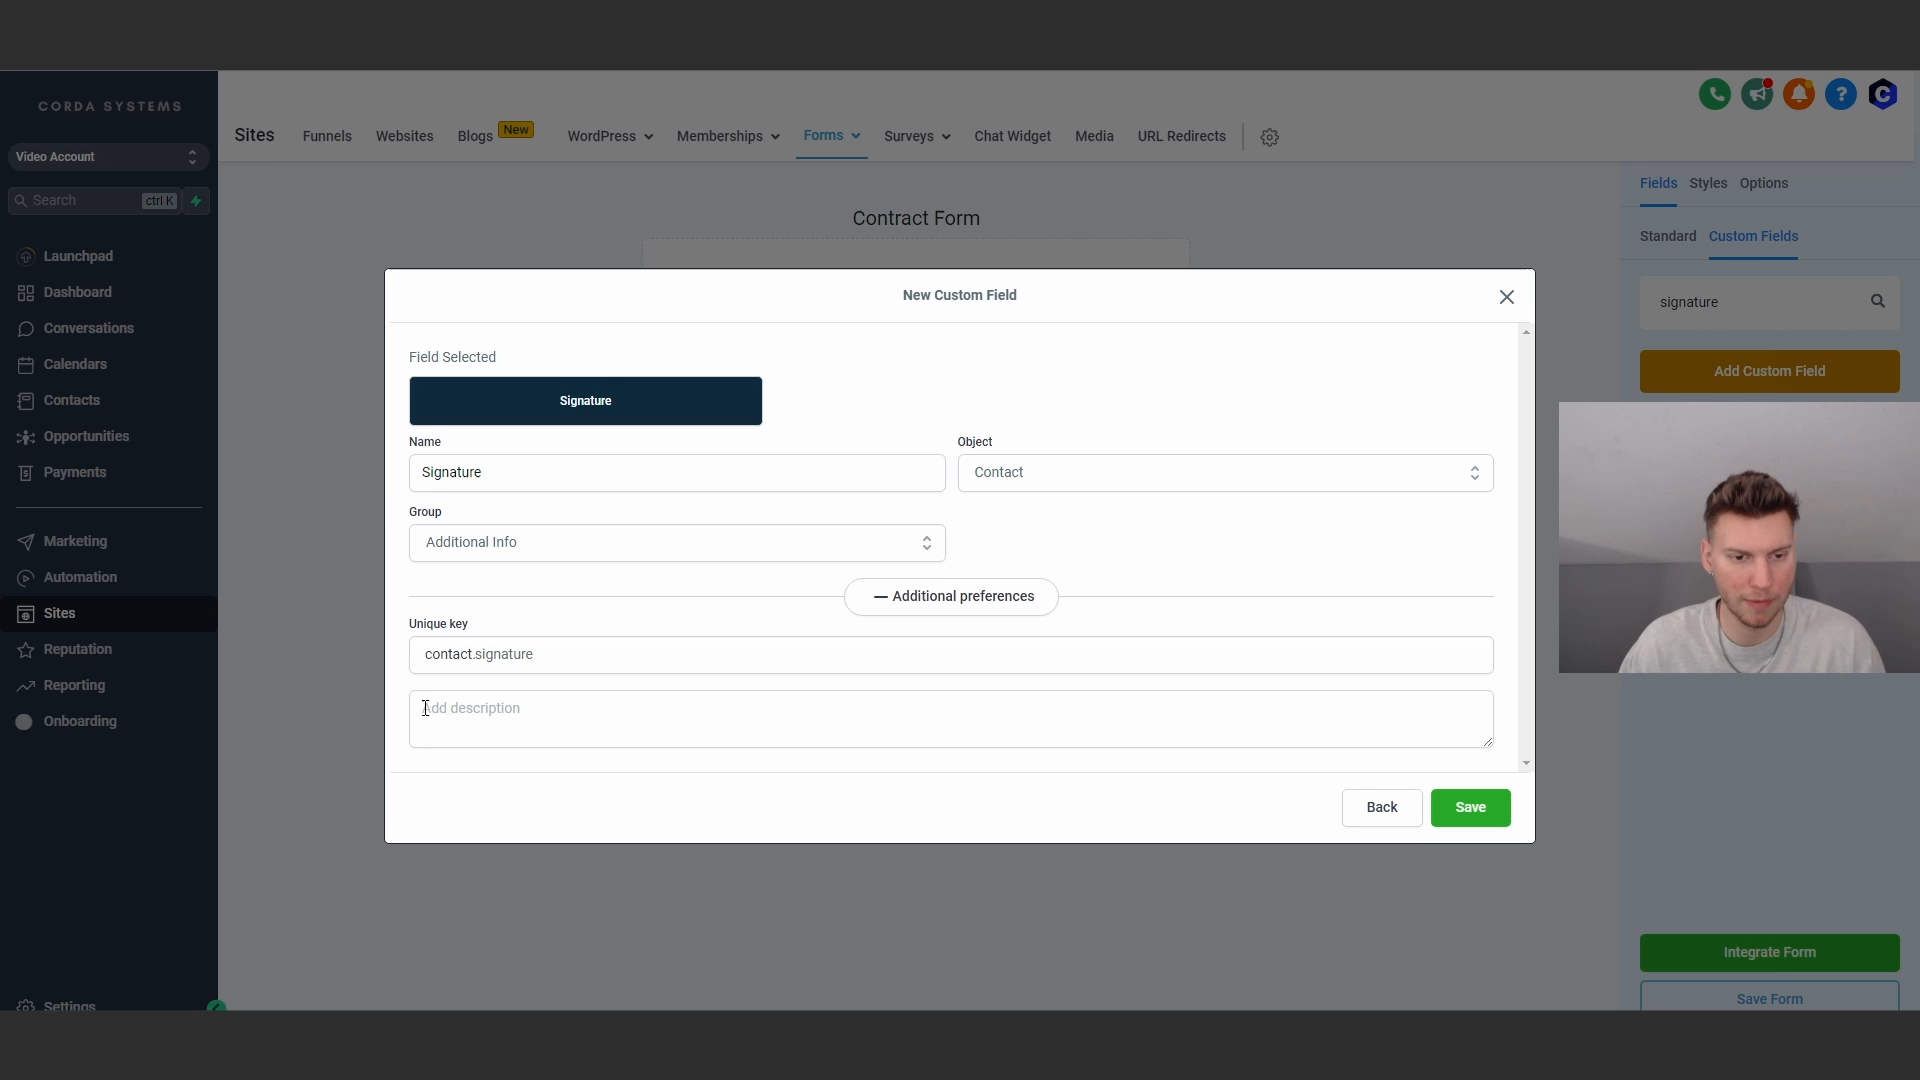 CORDA SYSTEMS
Video Account
Search ctrl K
Launchpad
Dashboard
Conversations
Calendars
Contacts
Opportunities
Payments
Marketing
Automation
Sites
Reputation
Reporting
Onboarding
Settings
Sites Funnels Websites Blogs New WordPress Memberships Forms Surveys Chat Widget Media URL Redirects
Contract Form
New Custom Field
Field Selected
Signature
Name Object
Signature Contact
Group
Additional Info
Additional preferences
Unique key
contact.signature
Add description
Back Save
Fields Styles Options
Standard Custom Fields
signature
Add Custom Field
Integrate Form
Save Form